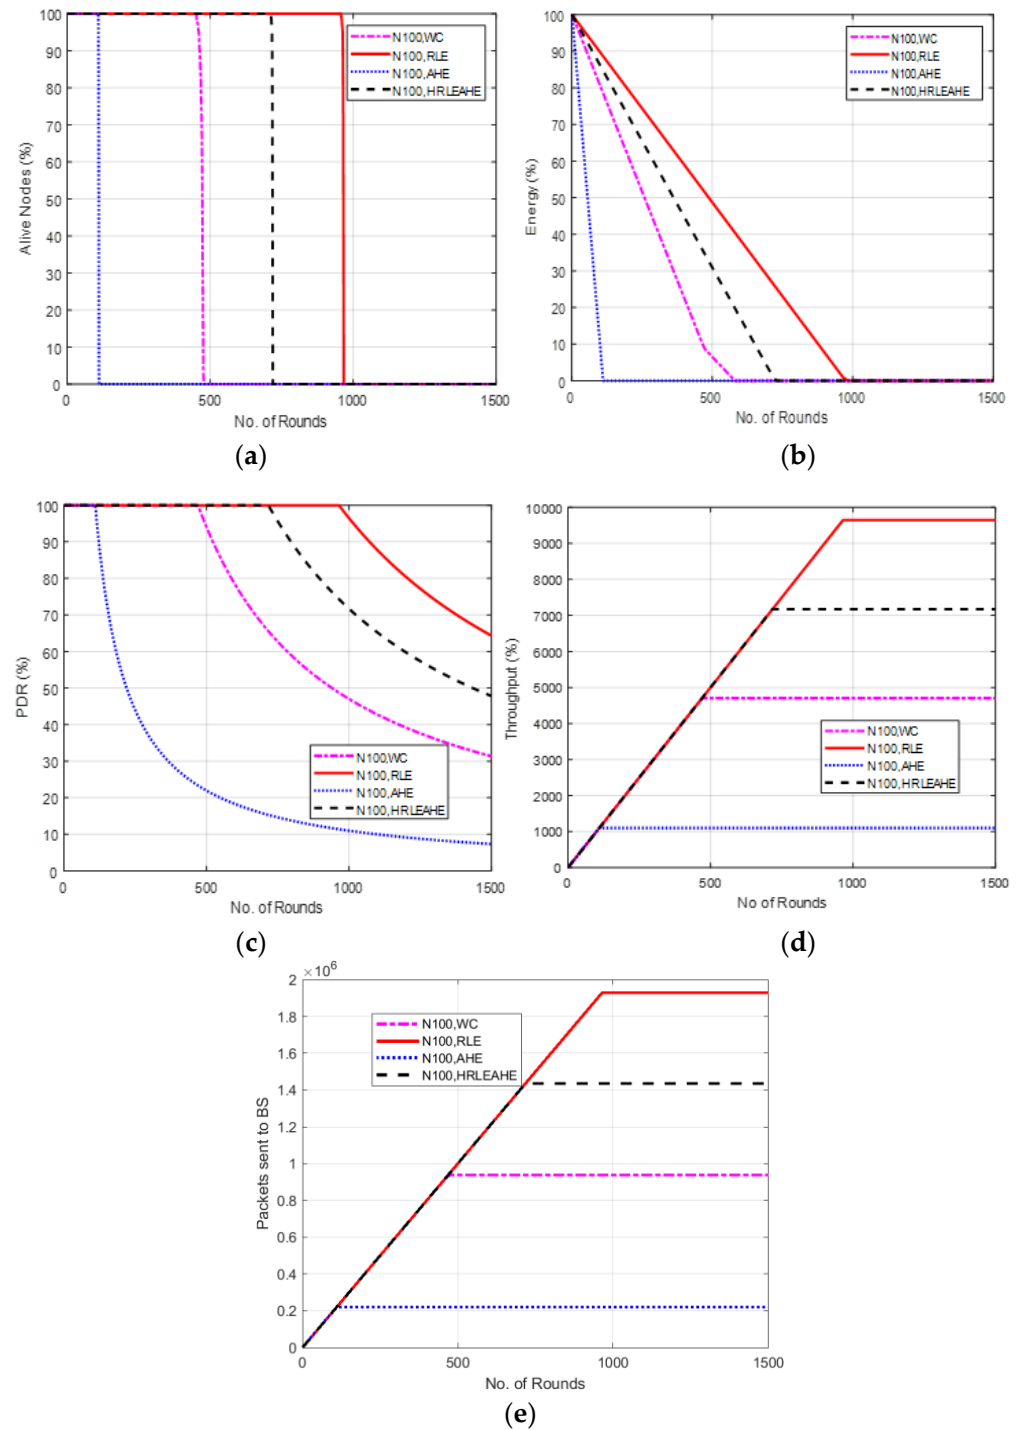 100
90
80
70
60
50
40
30
20
10
0
Alive Nodes (%)
N100,WC
N100,RLE
N100,AHE
N100,HRLEAHE
0
500
1000
1500
No. of Rounds
(a)
100
90
80
70
60
50
40
30
20
10
0
Energy (%)
N100,WC
N100,RLE
N100,AHE
N100,HRLEAHE
0
500
1000
1500
No. of Rounds
(b)
100
90
80
70
60
50
40
30
20
10
0
PDR (%)
N100,WC
N100,RLE
N100,AHE
N100,HRLEAHE
0
500
1000
1500
No. of Rounds
(c)
10000
9000
8000
7000
6000
5000
4000
3000
2000
1000
0
Throughput (%)
N100,WC
N100,RLE
N100,AHE
N100,HRLEAHE
0
500
1000
1500
No of Rounds
(d)
×10⁶
2
1.8
1.6
1.4
1.2
1
0.8
0.6
0.4
0.2
0
Packets sent to BS
N100,WC
N100,RLE
N100,AHE
N100,HRLEAHE
0
500
1000
1500
No. of Rounds
(e)